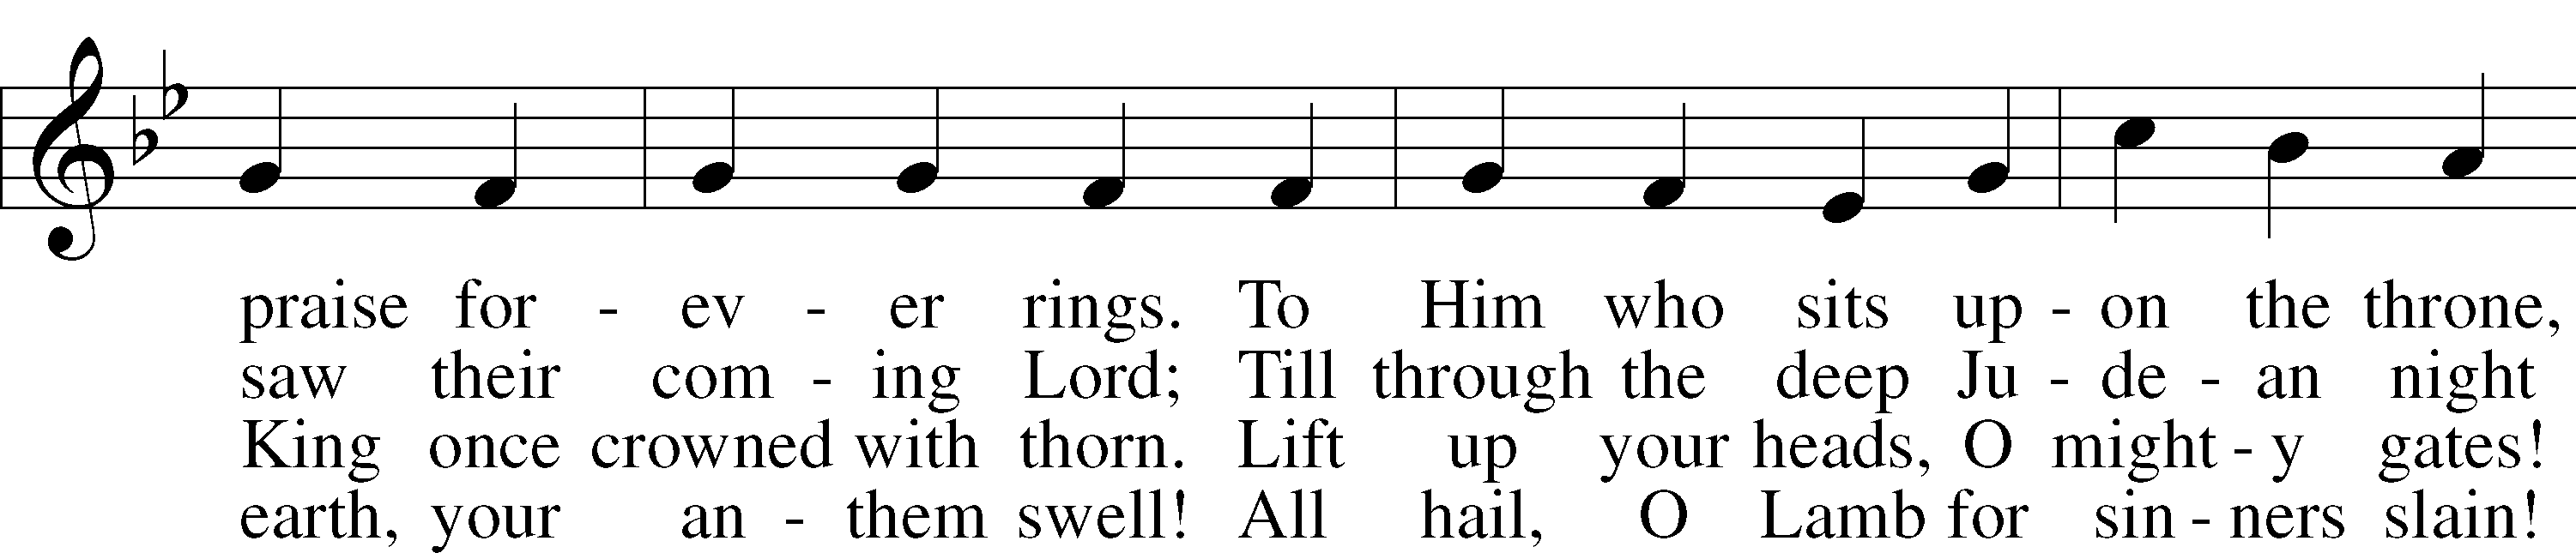 praise for - ev - er rings. To Him who sits up - on the throne,
saw their com - ing Lord; Till through the deep Ju - de - an night
King once crowned with thorn. Lift up your heads, O might - y gates!
earth, your an - them swell! All hail, O Lamb for sin - ners slain!